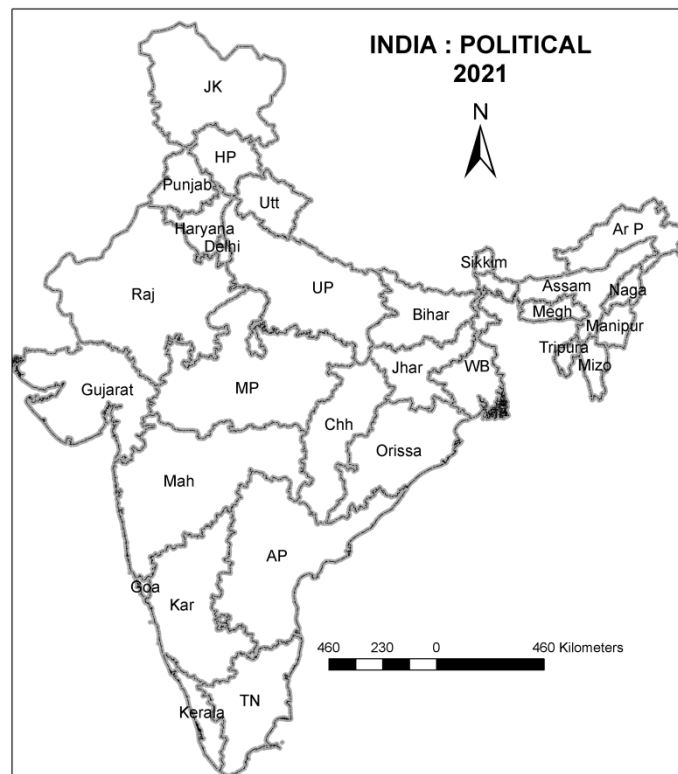 INDIA : POLITICAL
2021
N
JK
HP
Punjab
Utt
Haryana
Delhi
Ar P
Sikkim
Assam
Naga
Raj
UP
Bihar
Megh
Manipur
Tripura
Mizo
Jhar
WB
Gujarat
MP
Chh
Orissa
Mah
AP
Goa
Kar
460 230 0 460 Kilometers
TN
Kerala